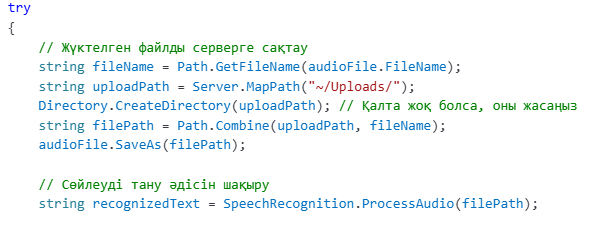 try
{
// Жүктелген файлды серверге сақтау
string fileName = Path.GetFileName(audioFile.FileName);
string uploadPath = Server.MapPath("~/Uploads/");
Directory.CreateDirectory(uploadPath); // Қалта жоқ болса, оны жасаңыз
string filePath = Path.Combine(uploadPath, fileName);
audioFile.SaveAs(filePath);
// Сөйлеуді тану әдісін шақыру
string recognizedText = SpeechRecognition.ProcessAudio(filePath);